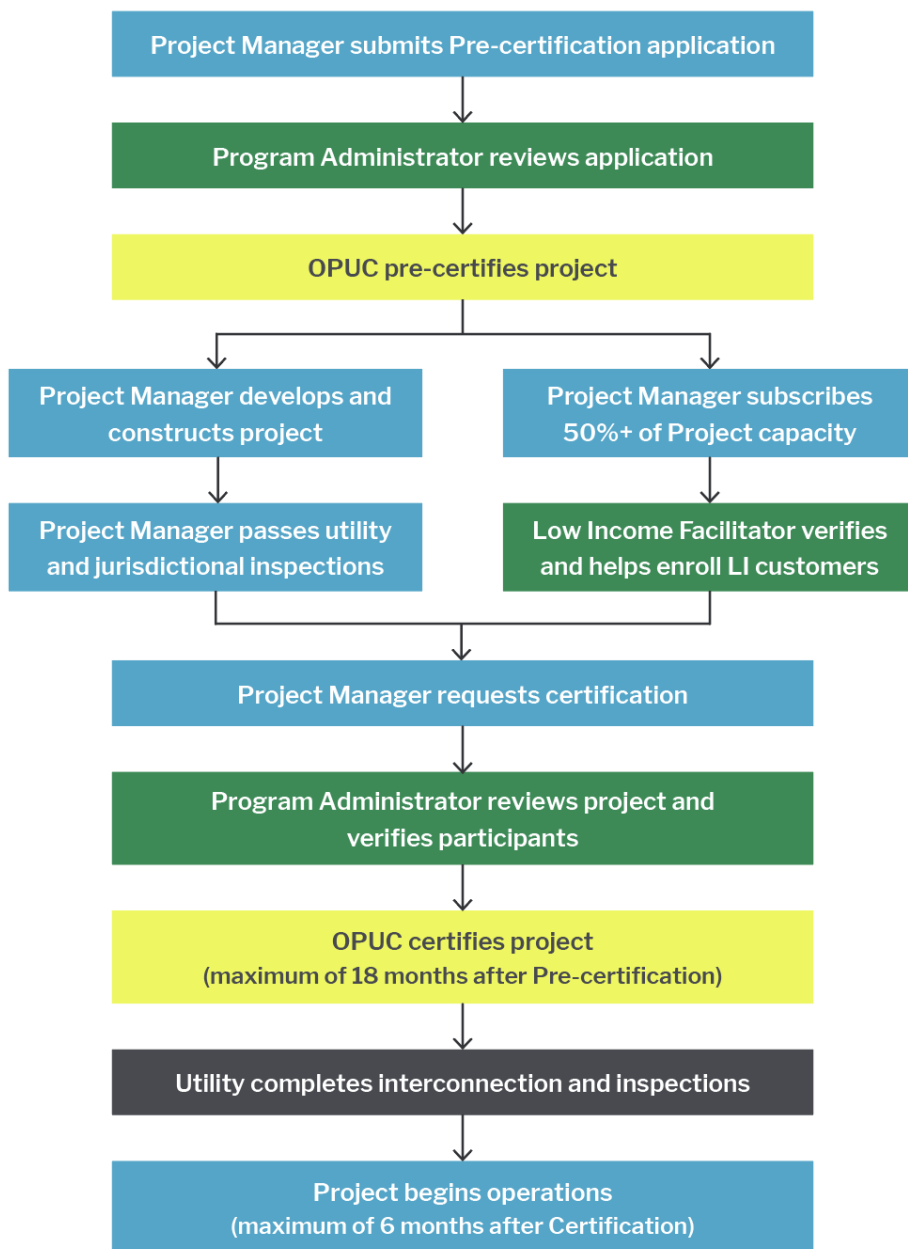 Project Manager submits Pre-certification application
Program Administrator reviews application
OPUC pre-certifies project
Project Manager develops and
constructs project
Project Manager subscribes
50%+ of Project capacity
Project Manager passes utility
and jurisdictional inspections
Low Income Facilitator verifies
and helps enroll LI customers
Project Manager requests certification
Program Administrator reviews project and
verifies participants
OPUC certifies project
(maximum of 18 months after Pre-certification)
Utility completes interconnection and inspections
Project begins operations
(maximum of 6 months after Certification)